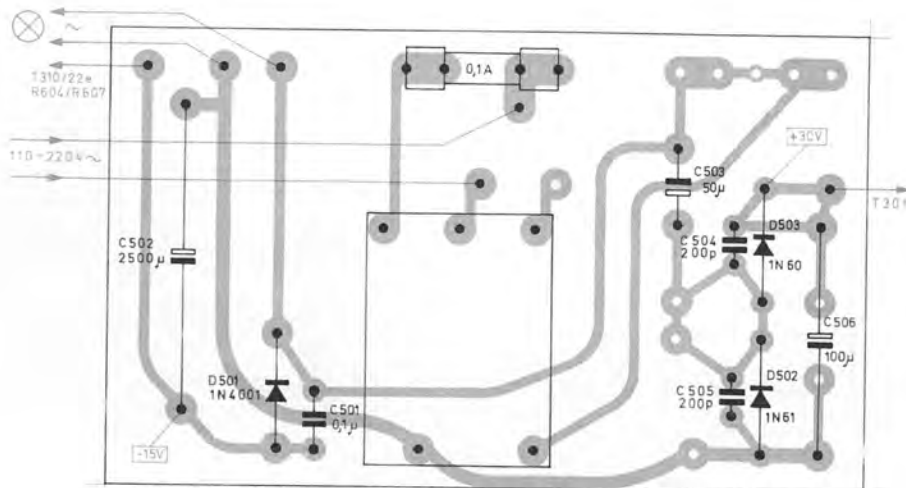 ~
T310/22e
R604/R607
110-220V~
0,1A
C503
50µ
+30V
T301
C502
2500µ
C504
200p
D503
1N60
C506
100µ
D501
1N4001
C501
0,1µ
C505
200p
D502
1N61
-15V